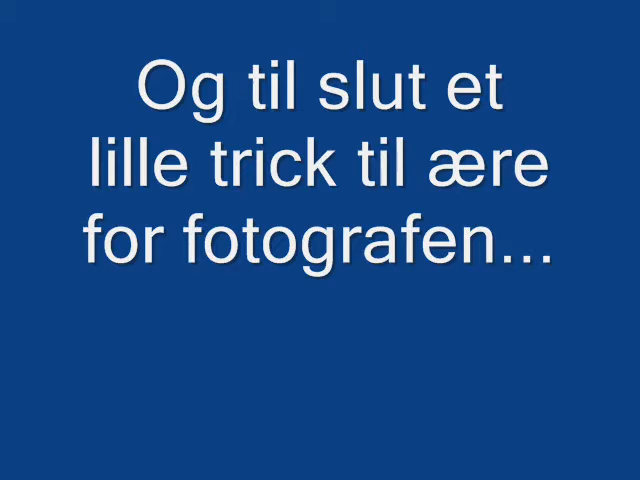 Og til slut et
lille trick til ære
for fotografen...